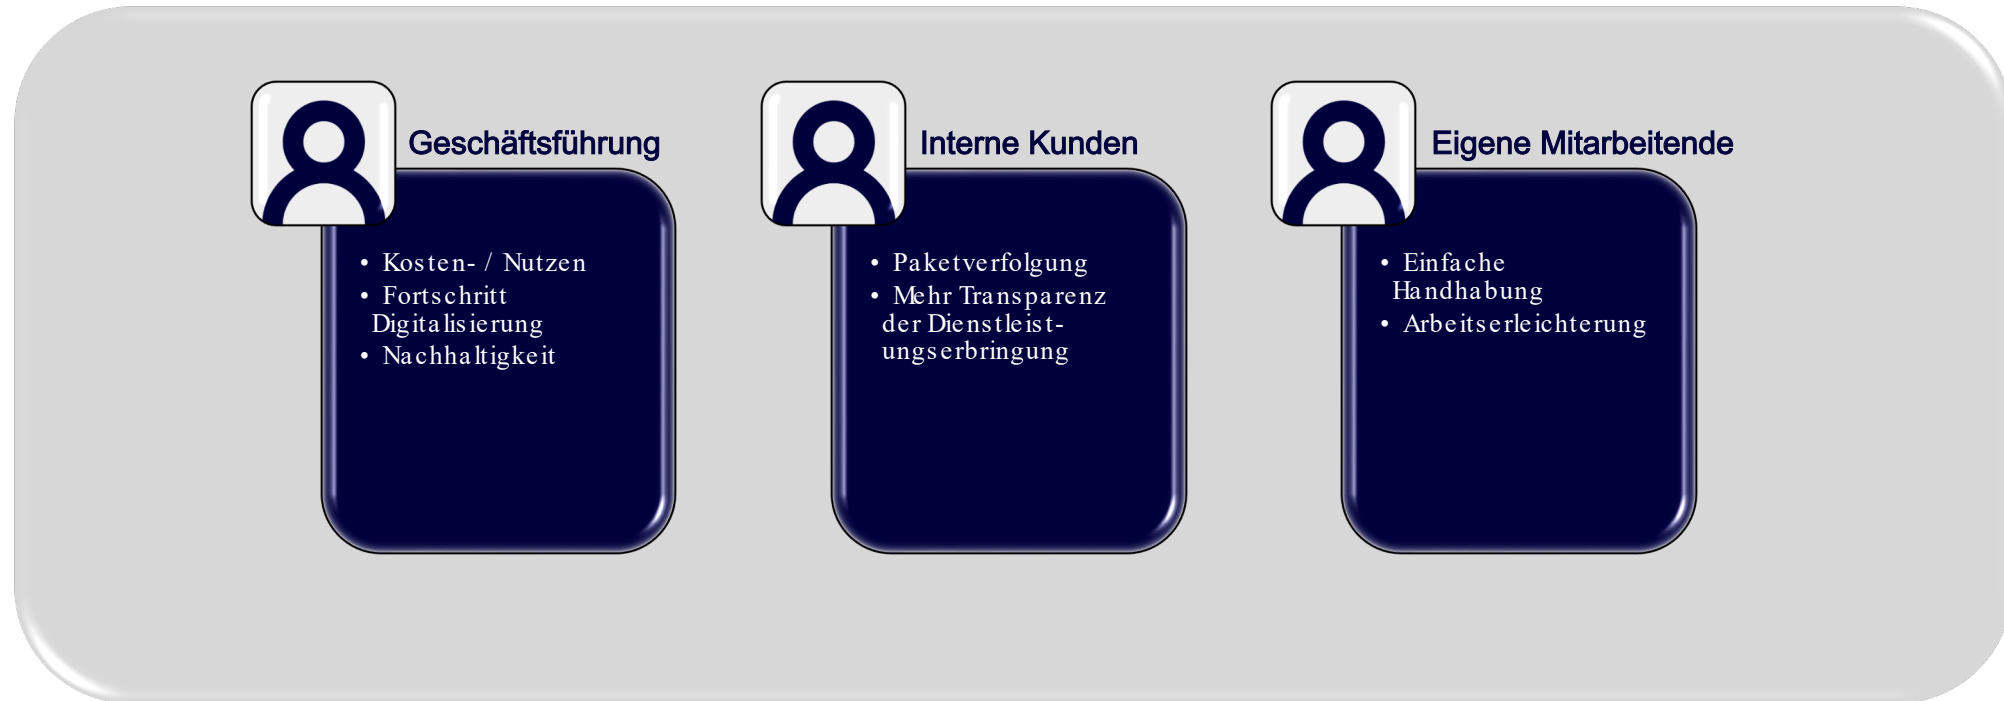 Geschäftsführung
• Kosten- / Nutzen
• Fortschritt
Digitalisierung
• Nachhaltigkeit
Interne Kunden
• Paketverfolgung
• Mehr Transparenz
der Dienstleist-
ungserbringung
Eigene Mitarbeitende
• Einfache
Handhabung
• Arbeitserleichterung